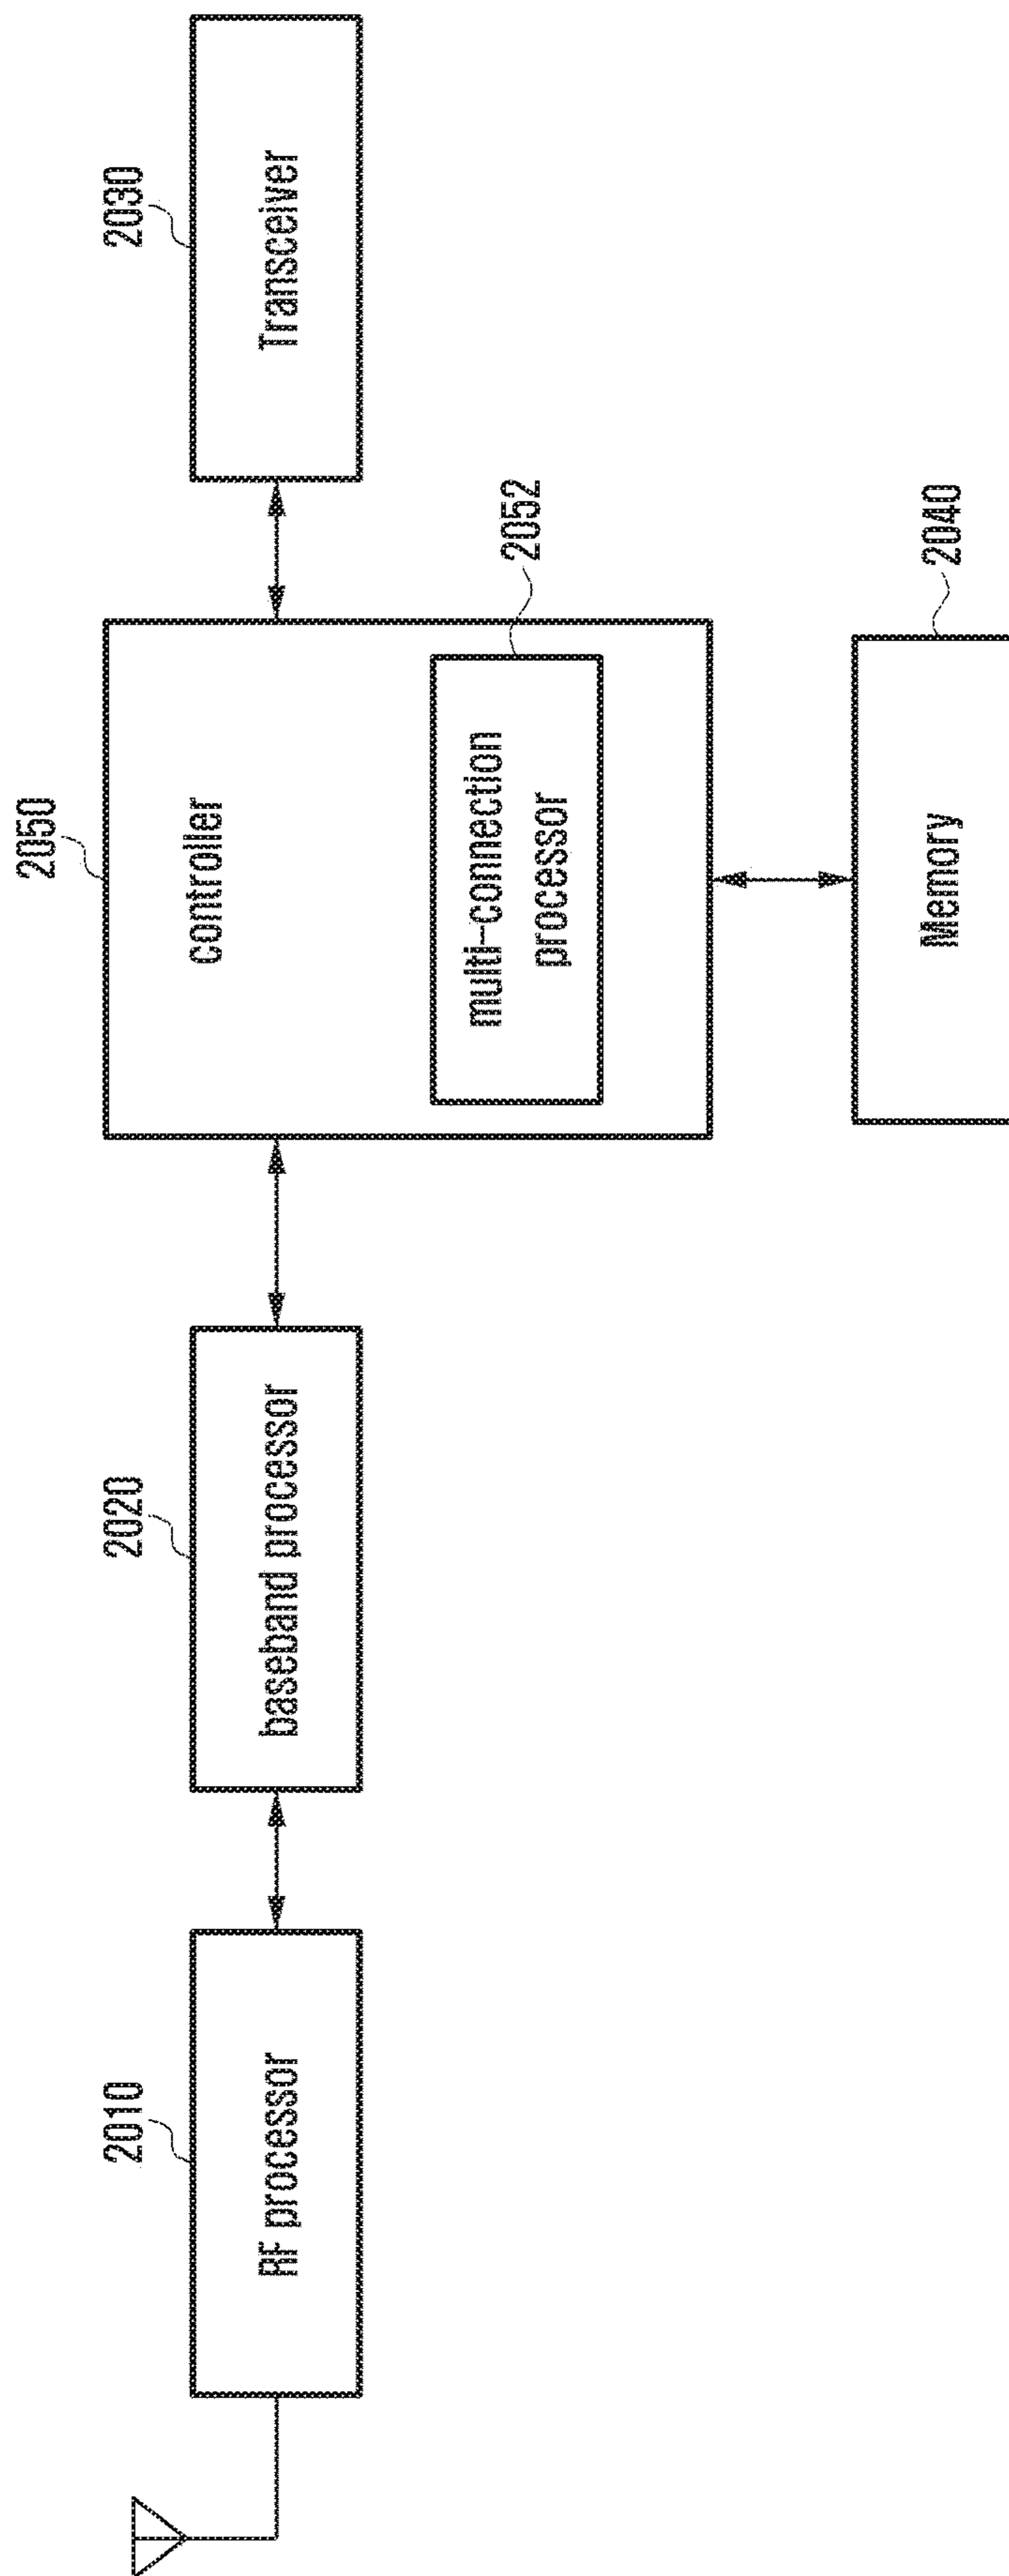 2010
RF processor
2020
baseband processor
2050
controller
2052
multi-connection
processor
2030
Transceiver
2040
Memory